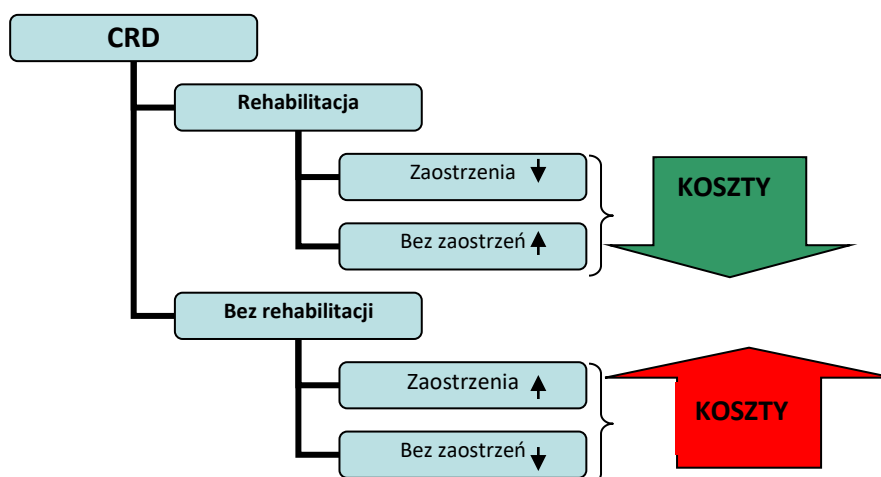 CRD
Rehabilitacja
Zaostrzenia
KOSZTY
Bez zaostrzeń
Bez rehabilitacji
Zaostrzenia
KOSZTY
Bez zaostrzeń